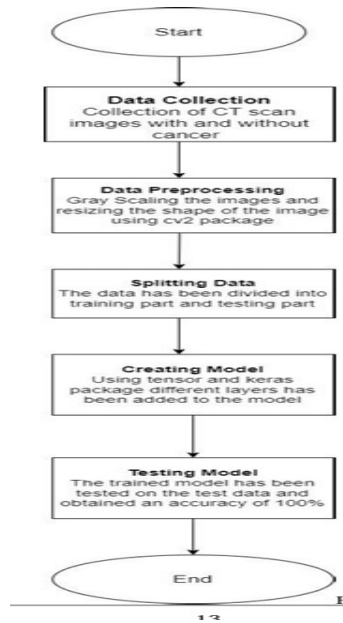 Start
Data Collection
Collection of CT scan
images with and without
cancer
Data Preprocessing
Gray Scaling the images and
resizing the shape of the image
using cv2 package
Splitting Data
The data has been divided into
training part and testing part
Creating Model
Using tensor and keras
package different layers has
been added to the model
Testing Model
The trained model has been
tested on the test data and
obtained an accuracy of 100%
End
13